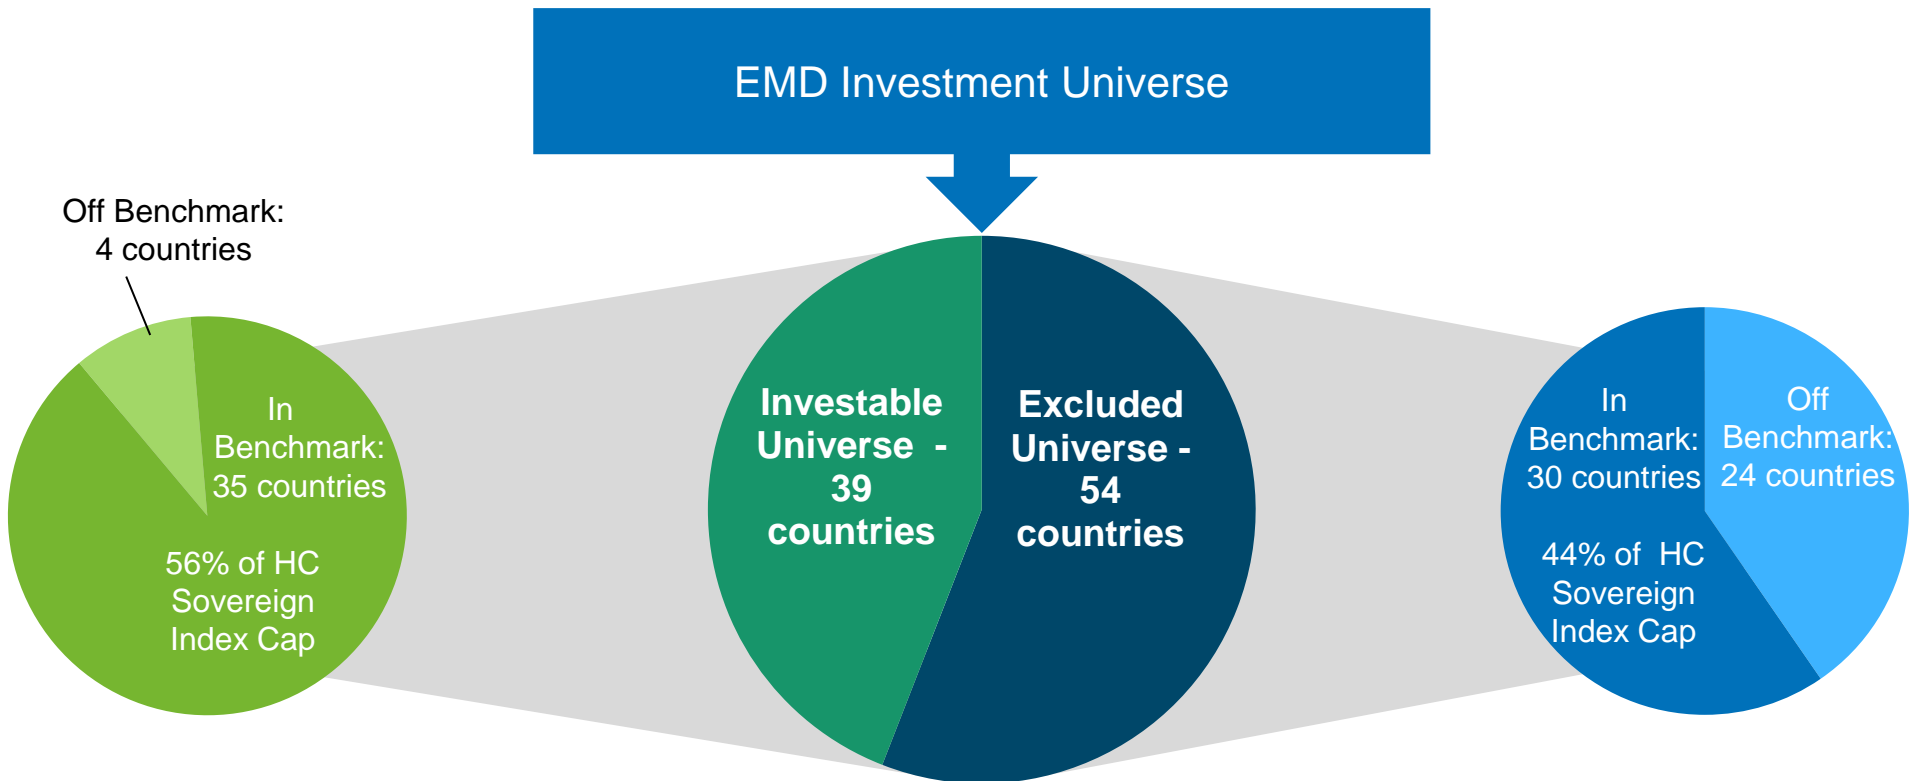 EMD Investment Universe
Off Benchmark:
4 countries
In
Benchmark:
35 countries
56% of HC
Sovereign
Index Cap
Investable
Universe -
39
countries
Excluded
Universe -
54
countries
In
Benchmark:
30 countries
44% of HC
Sovereign
Index Cap
Off
Benchmark:
24 countries